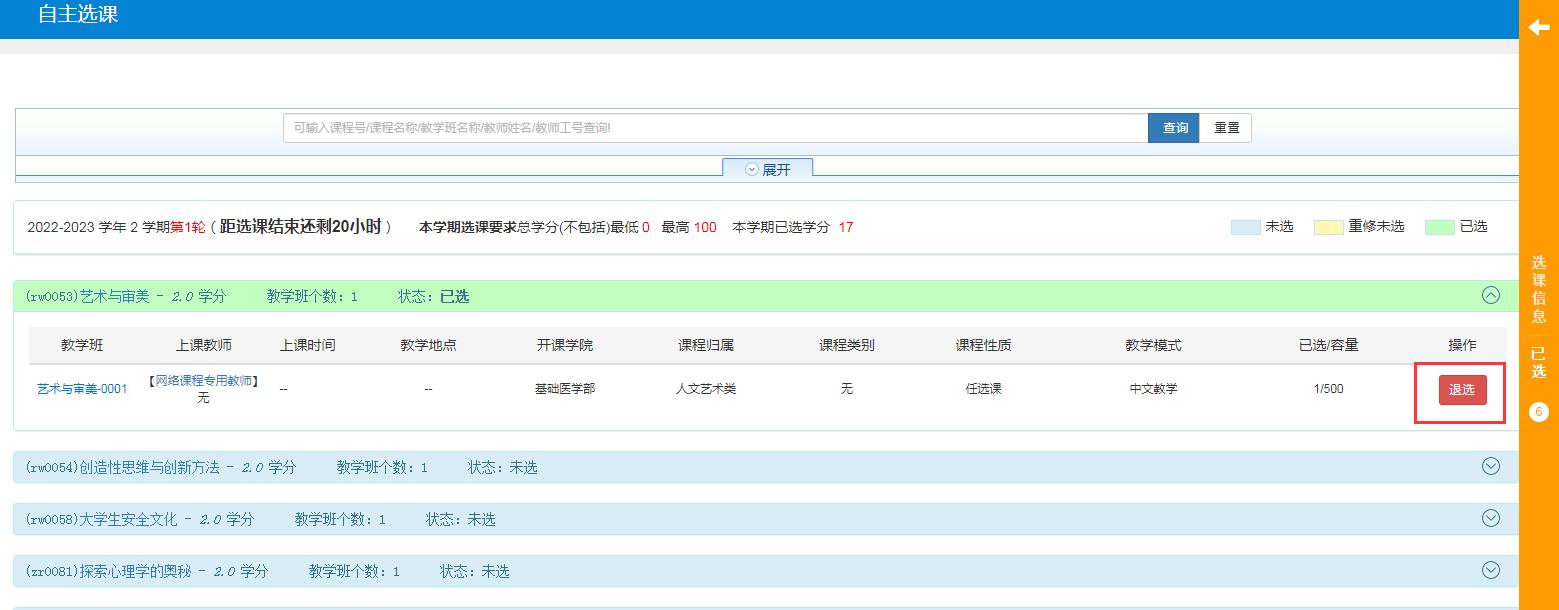 自主选课
可输入课程号/课程名称/教学班名称/教师姓名/教师工号查询! 查询 重置
展开
2022-2023 学年 2 学期第1轮 ( 距选课结束还剩20小时 ) 本学期选课要求总学分(不包括)最低 0 最高 100 本学期已选学分 17 未选 重修未选 已选
(rw0053)艺术与审美 - 2.0 学分 教学班个数: 1 状态: 已选
教学班 上课教师 上课时间 教学地点 开课学院 课程归属 课程类别 课程性质 教学模式 已选/容量 操作
艺术与审美-0001 【网络课程专用教师】 -- -- 基础医学部 人文艺术类 无 任选课 中文教学 1/500 退选
无
(rw0054)创造性思维与创新方法 - 2.0 学分 教学班个数: 1 状态: 未选
(rw0058)大学生安全文化 - 2.0 学分 教学班个数: 1 状态: 未选
(zr0081)探索心理学的奥秘 - 2.0 学分 教学班个数: 1 状态: 未选
选课信息
已选
6